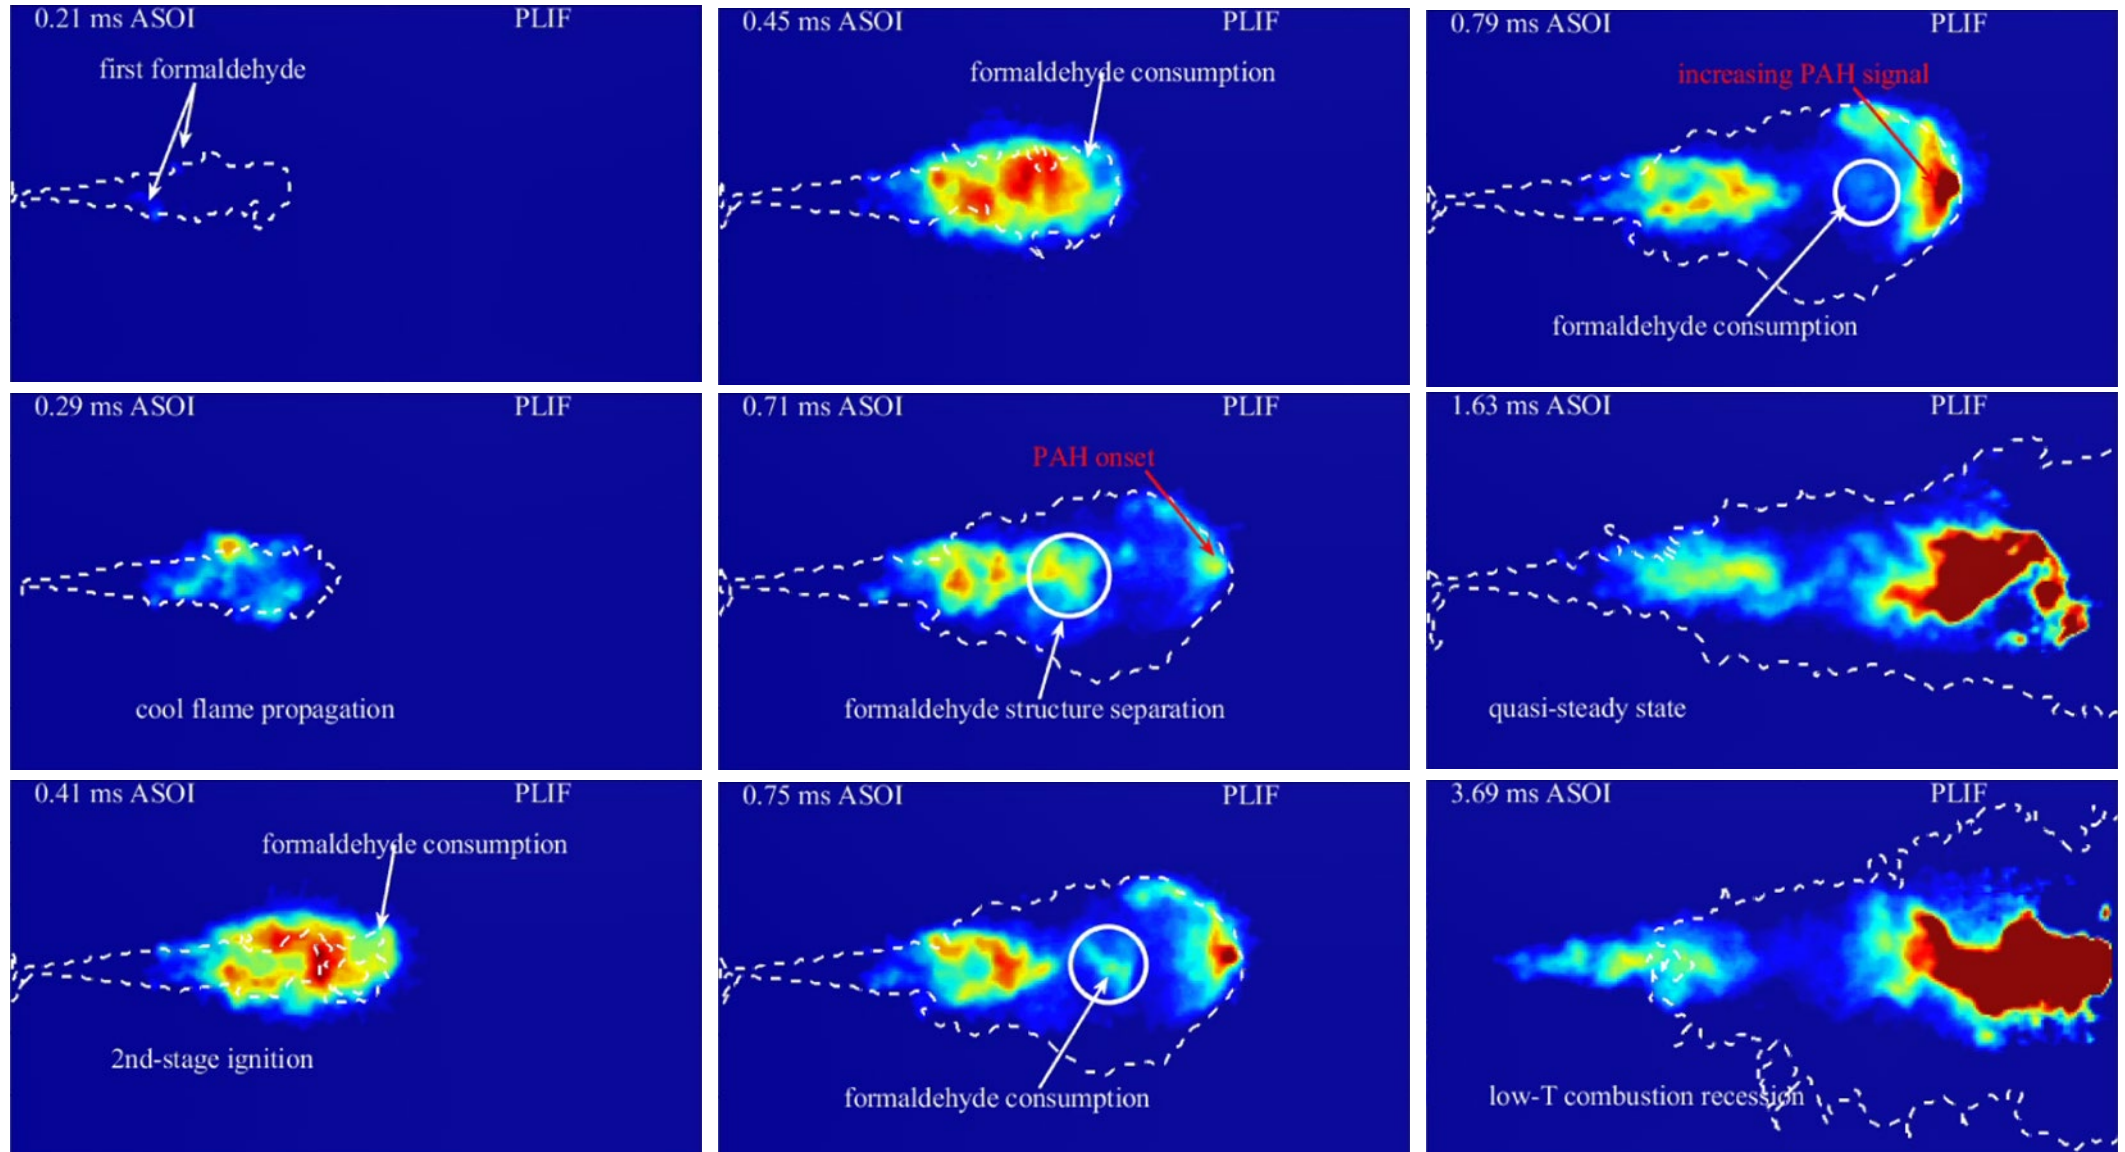 0.21 ms ASOI PLIF
first formaldehyde
0.29 ms ASOI PLIF
cool flame propagation
0.41 ms ASOI PLIF
formaldehyde consumption
2nd-stage ignition
0.45 ms ASOI PLIF
formaldehyde consumption
0.71 ms ASOI PLIF
PAH onset
formaldehyde structure separation
0.75 ms ASOI PLIF
formaldehyde consumption
0.79 ms ASOI PLIF
increasing PAH signal
formaldehyde consumption
1.63 ms ASOI PLIF
quasi-steady state
3.69 ms ASOI PLIF
low-T combustion recession